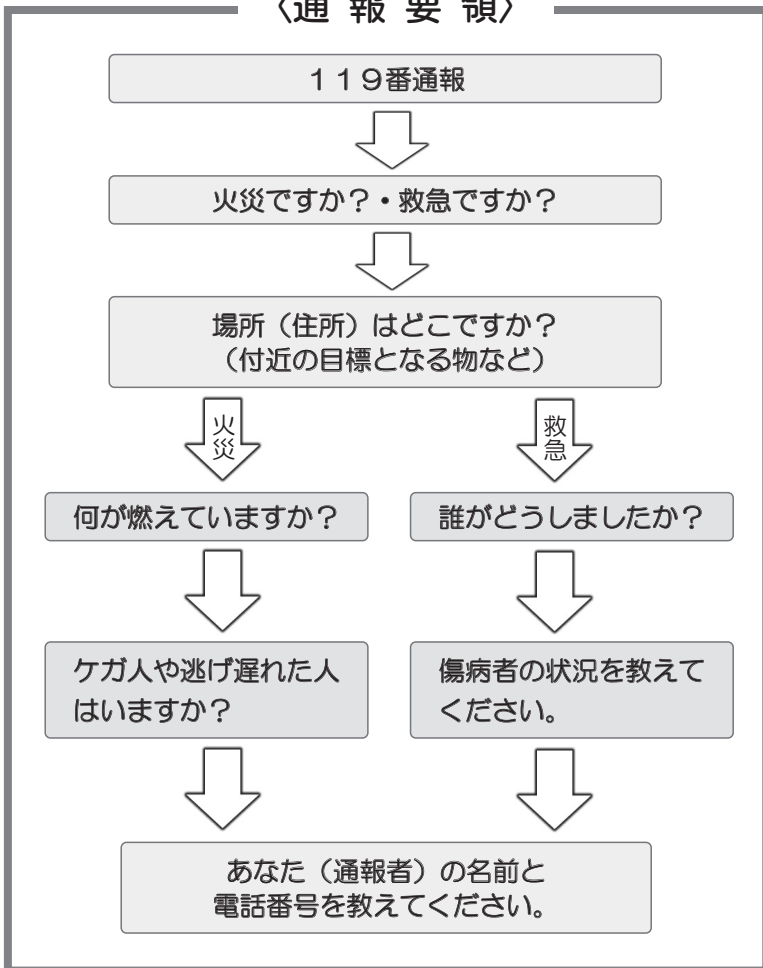 〈通報要領〉
119番通報
火災ですか？・救急ですか？
場所（住所）はどこですか？
（付近の目標となる物など）
火災
救急
何が燃えていますか？
誰がどうしましたか？
ケガ人や逃げ遅れた人
はいますか？
傷病者の状況を教えて
ください。
あなた（通報者）の名前と
電話番号を教えてください。